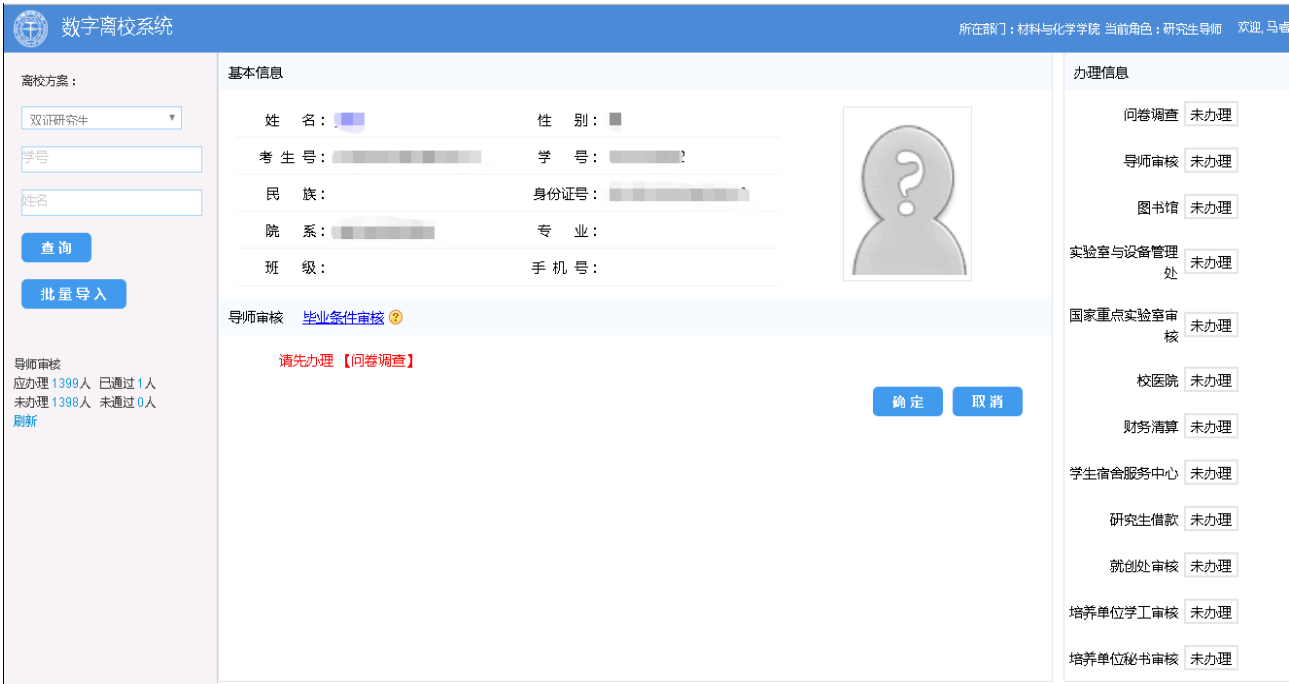 数字离校系统
所在部门：材料与化学学院 当前角色：研究生导师 欢迎, 马睿
离校方案：
双证研究生
学号
姓名
查 询
批量导入
导师审核
应办理1399人 已通过1人
未办理1398人 未通过0人
刷新
基本信息
姓 名：
性 别：
考 生 号：
学 号： 2
民 族：
身份证号：
院 系：
专 业：
班 级：
手 机 号：
导师审核 毕业条件审核
请先办理 【问卷调查】
确 定 取 消
办理信息
问卷调查 未办理
导师审核 未办理
图书馆 未办理
实验室与设备管理
处 未办理
国家重点实验室审
核 未办理
校医院 未办理
财务清算 未办理
学生宿舍服务中心 未办理
研究生借款 未办理
就创处审核 未办理
培养单位学工审核 未办理
培养单位秘书审核 未办理